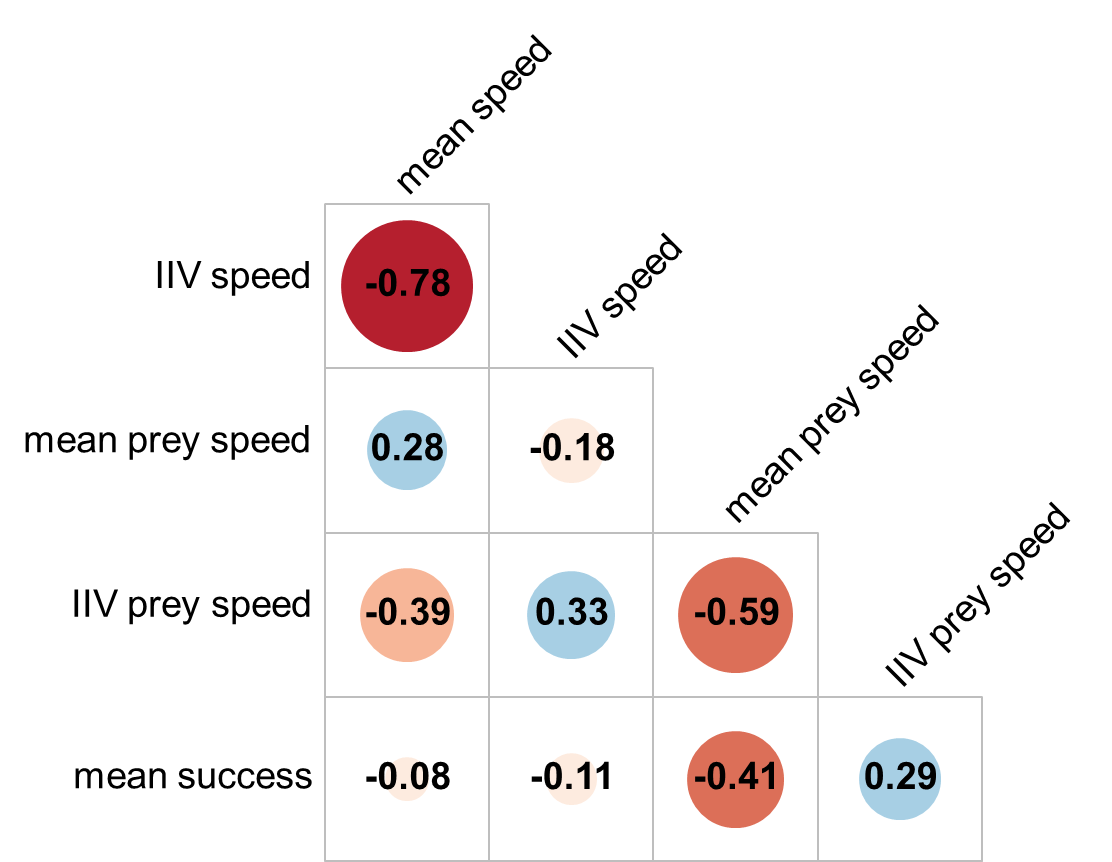 mean speed
IIV speed
-0.78
IIV speed
mean prey speed
0.28
-0.18
mean prey speed
IIV prey speed
-0.39
0.33
-0.59
IIV prey speed
mean success
-0.08
-0.11
-0.41
0.29